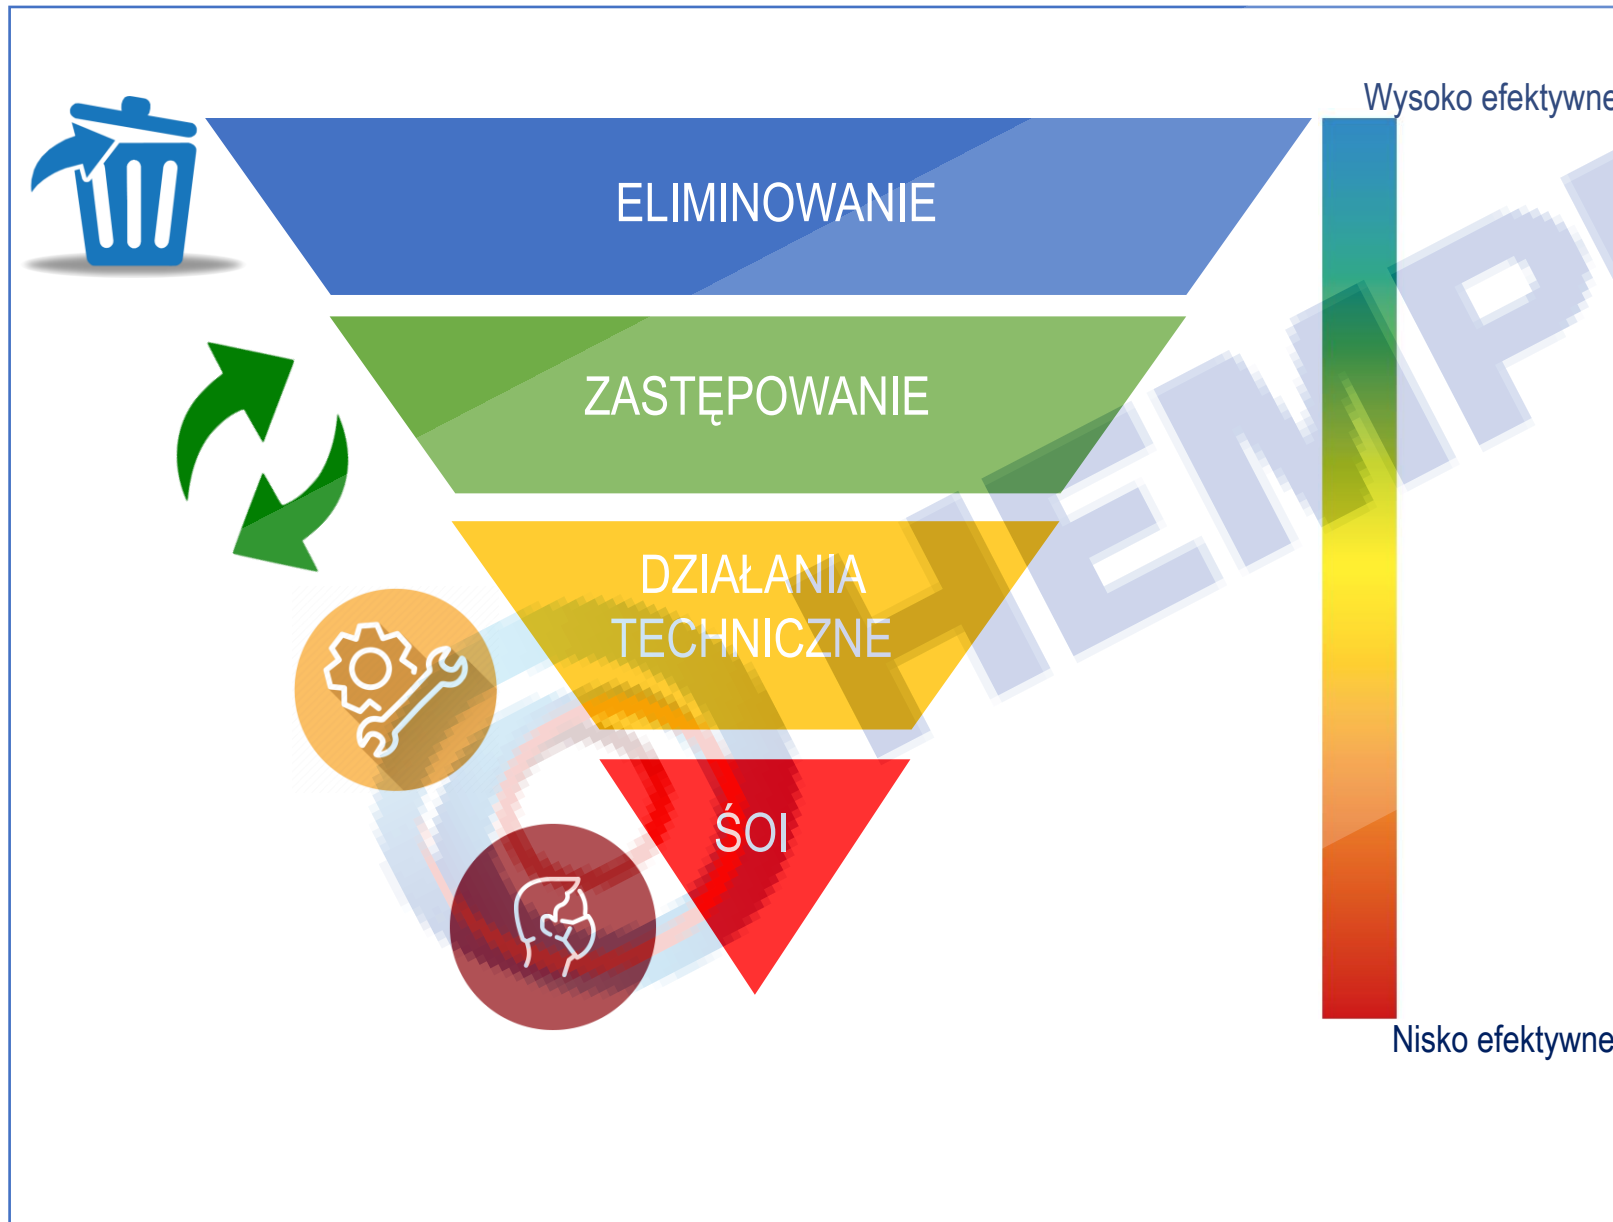 Wysoko efektywne
ELIMINOWANIE
ZASTĘPOWANIE
DZIAŁANIA
TECHNICZNE
ŚOI
Nisko efektywne